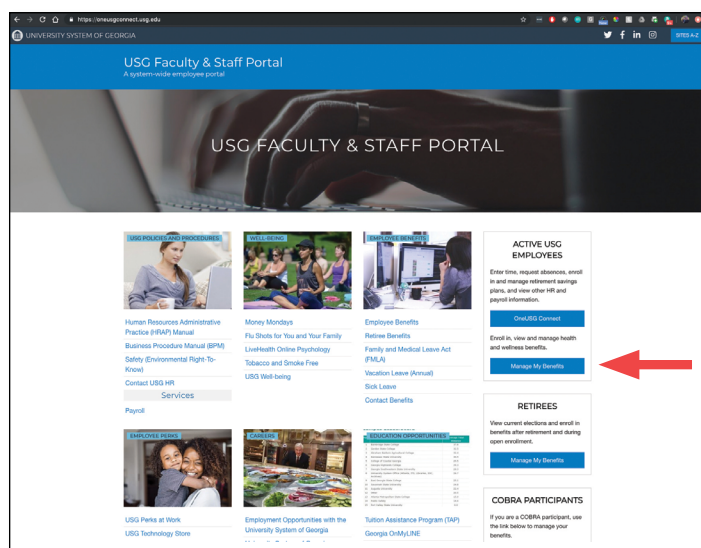 https://oneusgconnect.usg.edu
UNIVERSITY SYSTEM OF GEORGIA
SITES A-Z
USG Faculty & Staff Portal
A system-wide employee portal
USG FACULTY & STAFF PORTAL
USG POLICIES AND PROCEDURES
Human Resources Administrative
Practice (HRAP) Manual
Business Procedure Manual (BPM)
Safety (Environmental Right-To-
Know)
Contact USG HR
Services
Payroll
WELL-BEING
Money Mondays
Flu Shots for You and Your Family
LiveHealth Online Psychology
Tobacco and Smoke Free
USG Well-being
EMPLOYEE BENEFITS
Employee Benefits
Retiree Benefits
Family and Medical Leave Act
(FMLA)
Vacation Leave (Annual)
Sick Leave
Contact Benefits
ACTIVE USG
EMPLOYEES
Enter time, request absences, enroll
in and manage retirement savings
plans, and view other HR and
payroll information.
OneUSG Connect
Enroll in, view and manage health
and wellness benefits.
Manage My Benefits
RETIREES
View current elections and enroll in
benefits after retirement and during
open enrollment.
Manage My Benefits
COBRA PARTICIPANTS
If you are a COBRA participant, use
the link below to manage your
benefits.
EMPLOYEE PERKS
USG Perks at Work
USG Technology Store
CAREERS
Employment Opportunities with the
University System of Georgia
EDUCATION OPPORTUNITIES
Tuition Assistance Program (TAP)
Georgia OnMyLINE